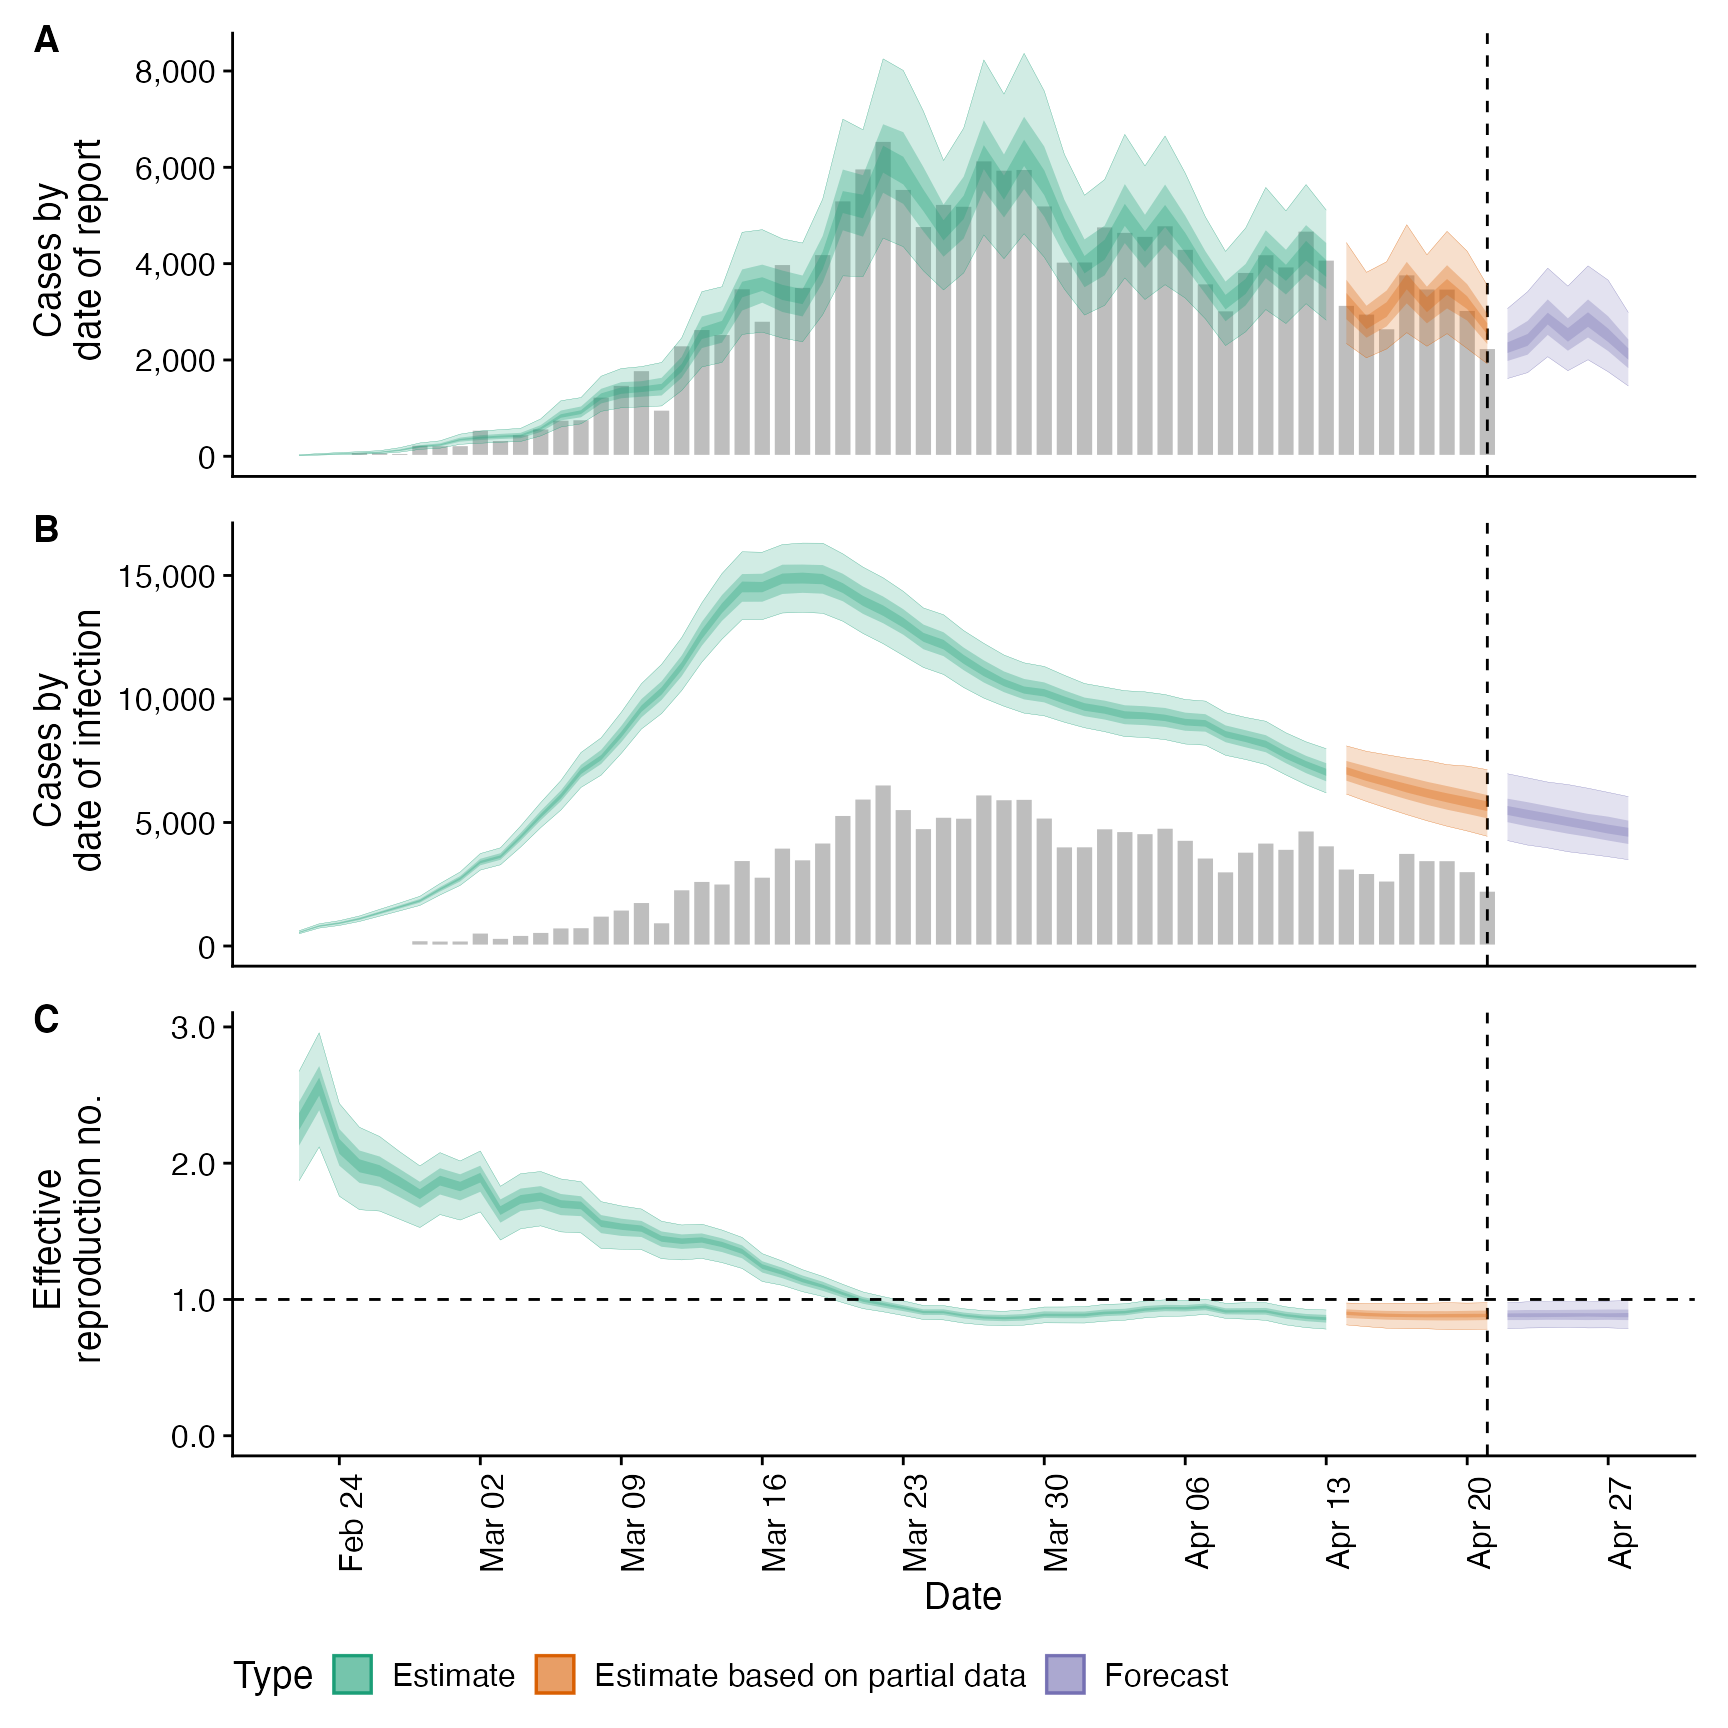 A
Cases by
date of report
8,000
6,000
4,000
2,000
0
B
Cases by
date of infection
15,000
10,000
5,000
0
C
Effective
reproduction no.
3.0
2.0
1.0
0.0
Feb 24
Mar 02
Mar 09
Mar 16
Mar 23
Mar 30
Apr 06
Apr 13
Apr 20
Apr 27
Date
Type
Estimate
Estimate based on partial data
Forecast